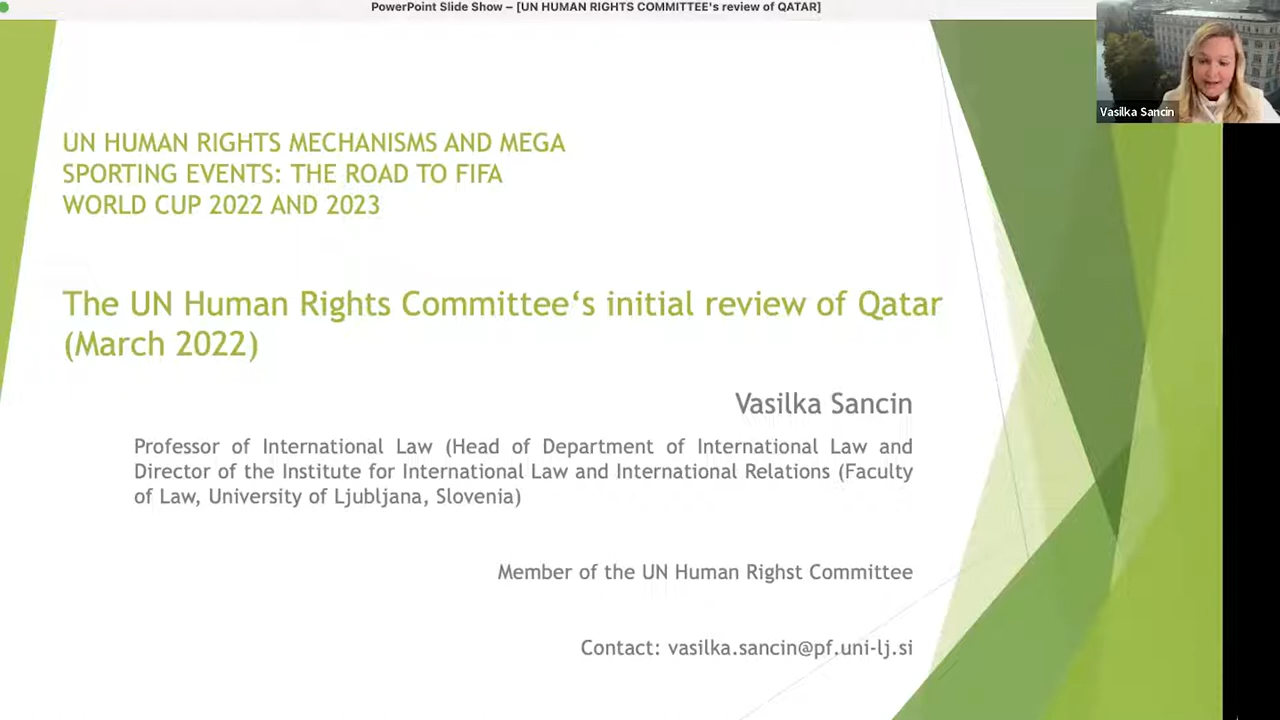 PowerPoint Slide Show – [UN HUMAN RIGHTS COMMITTEE's review of QATAR]
Vasilka Sancin
UN HUMAN RIGHTS MECHANISMS AND MEGA
SPORTING EVENTS: THE ROAD TO FIFA
WORLD CUP 2022 AND 2023
The UN Human Rights Committee‘s initial review of Qatar
(March 2022)
Vasilka Sancin
Professor of International Law (Head of Department of International Law and
Director of the Institute for International Law and International Relations (Faculty
of Law, University of Ljubljana, Slovenia)
Member of the UN Human Righst Committee
Contact: vasilka.sancin@pf.uni-lj.si